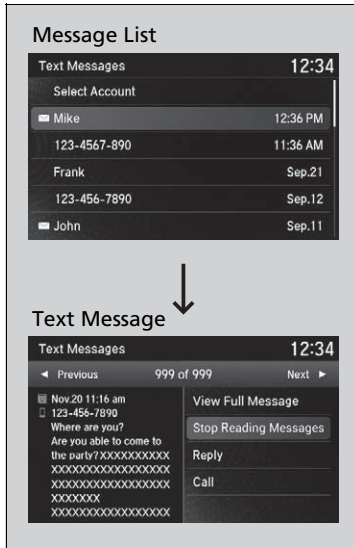 Message List
Text Messages 12:34
Select Account
Mike 12:36 PM
123-4567-890 11:36 AM
Frank Sep.21
123-456-7890 Sep.12
John Sep.11
Text Message
Text Messages 12:34
◄ Previous 999 of 999 Next ►
Nov.20 11:16 am
123-456-7890
Where are you?
Are you able to come to
the party?XXXXXXXXXX
XXXXXXXXXXXXXXXXX
XXXXXXXXXXXXXXXXX
XXXXXXX
XXXXXXXXXXXXXXXXX
View Full Message
Stop Reading Messages
Reply
Call